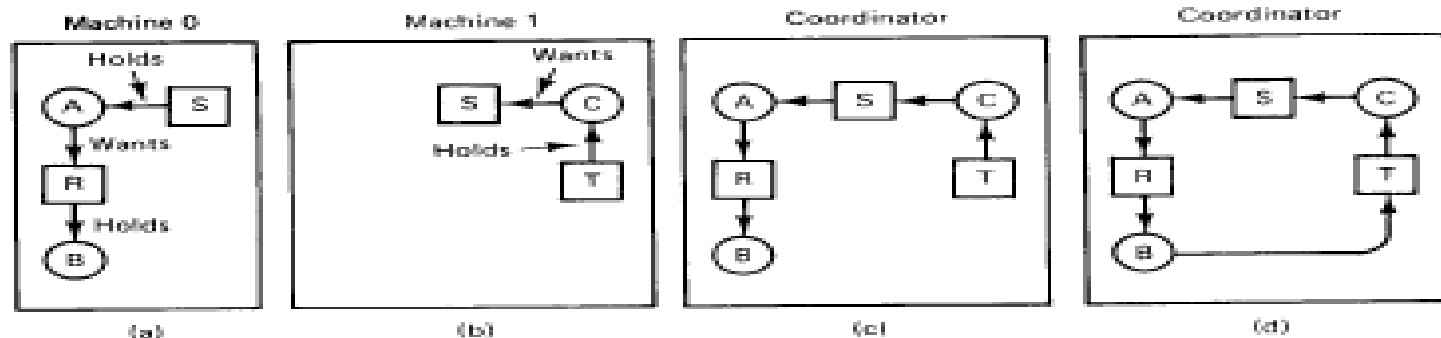 Machine 0
Holds
A S
Wants
R
Holds
B
(a)
Machine 1
Wants
S C
Holds
T
(b)
Coordinator
A S C
R T
B
(c)
Coordinator
A S C
R T
B
(d)